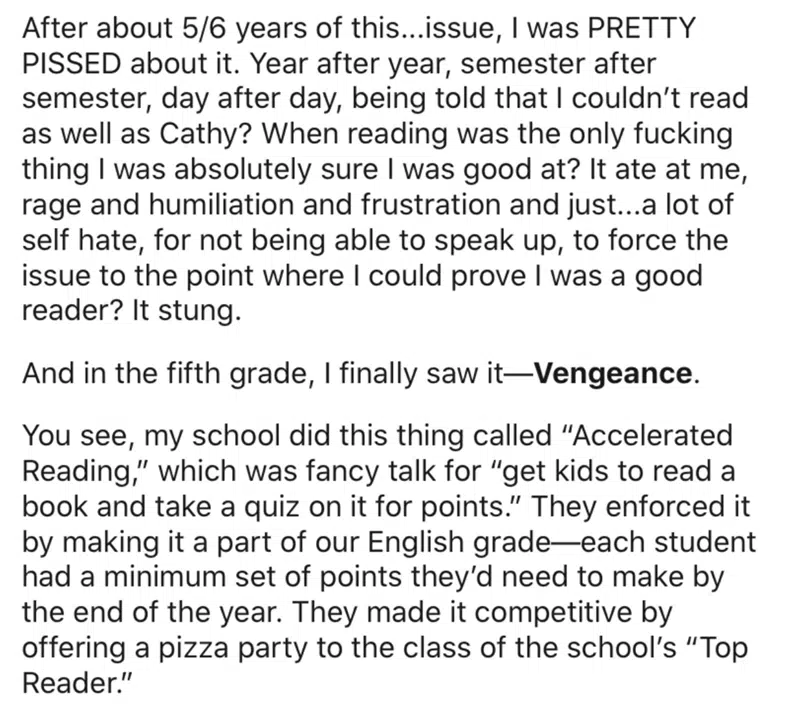 After about 5/6 years of this...issue, I was PRETTY
PISSED about it. Year after year, semester after
semester, day after day, being told that I couldn’t read
as well as Cathy? When reading was the only fucking
thing I was absolutely sure I was good at? It ate at me,
rage and humiliation and frustration and just...a lot of
self hate, for not being able to speak up, to force the
issue to the point where I could prove I was a good
reader? It stung.
And in the fifth grade, I finally saw it—Vengeance.
You see, my school did this thing called “Accelerated
Reading,” which was fancy talk for “get kids to read a
book and take a quiz on it for points.” They enforced it
by making it a part of our English grade—each student
had a minimum set of points they’d need to make by
the end of the year. They made it competitive by
offering a pizza party to the class of the school’s “Top
Reader.”